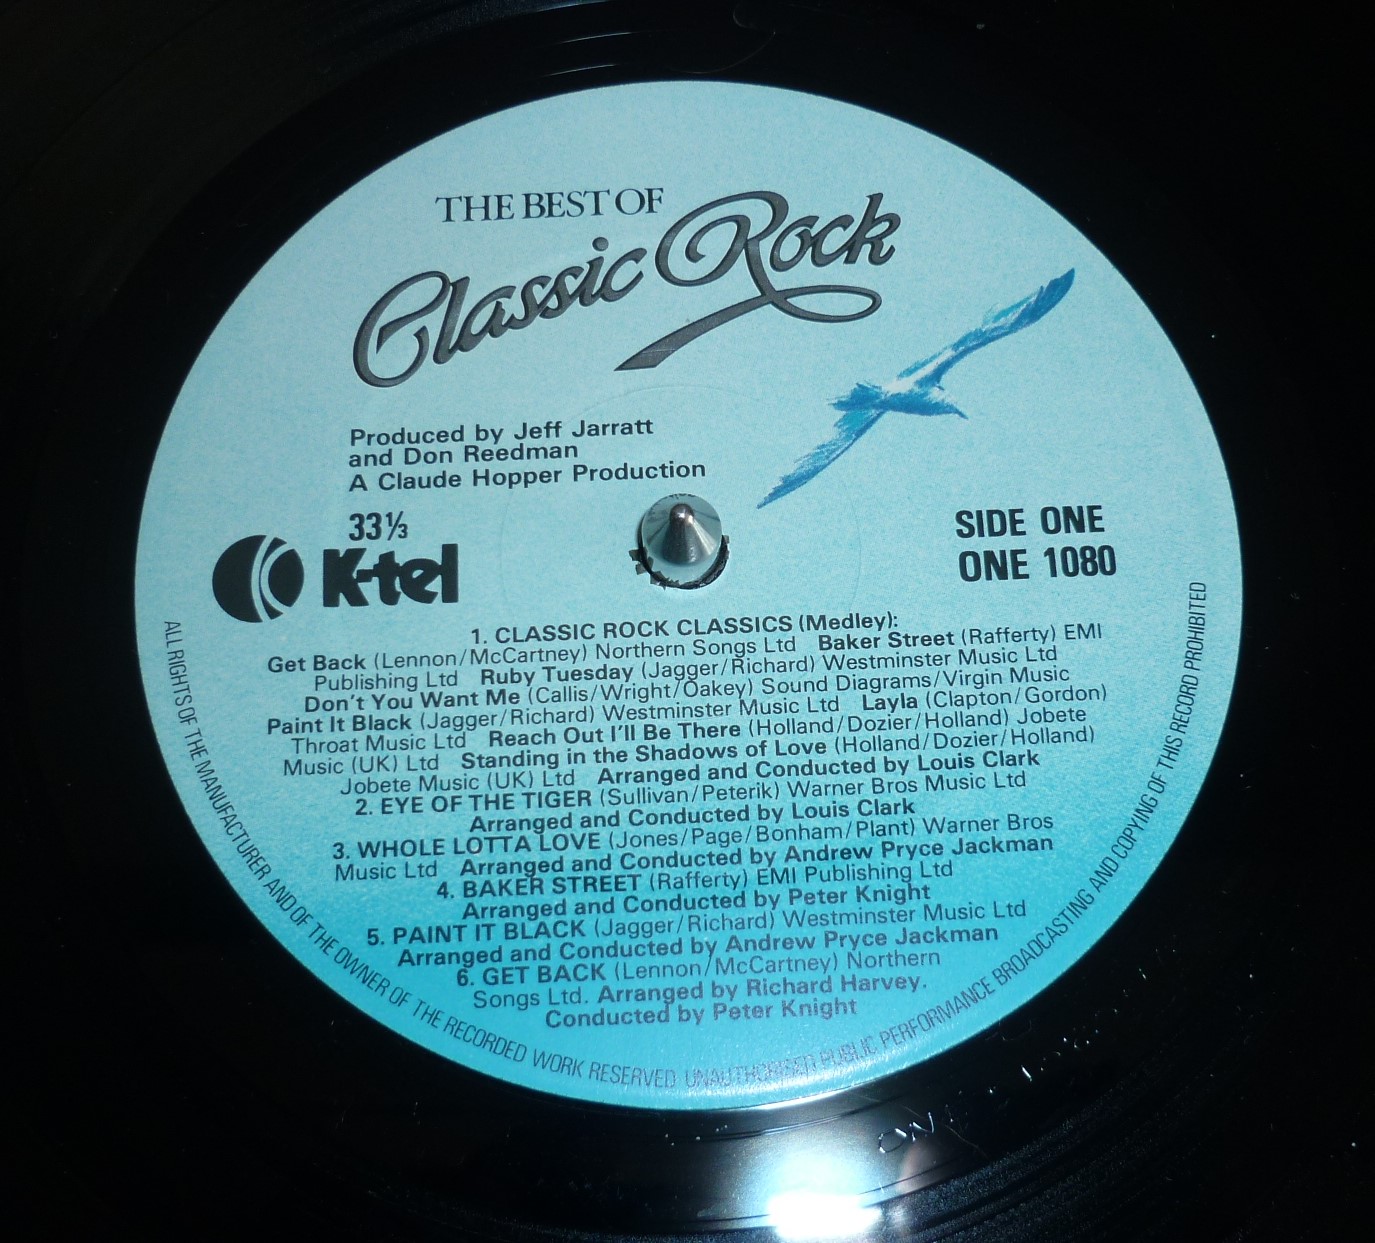 THE BEST OF
Classic Rock
Produced by Jeff Jarratt
and Don Reedman
A Claude Hopper Production
33⅓
K-tel
SIDE ONE
ONE 1080
1. CLASSIC ROCK CLASSICS (Medley):
Get Back (Lennon/McCartney) Northern Songs Ltd Baker Street (Rafferty) EMI
Publishing Ltd Ruby Tuesday (Jagger/Richard) Westminster Music Ltd
Don't You Want Me (Callis/Wright/Oakey) Sound Diagrams/Virgin Music
Paint It Black (Jagger/Richard) Westminster Music Ltd Layla (Clapton/Gordon)
Throat Music Ltd Reach Out I'll Be There (Holland/Dozier/Holland) Jobete
Music (UK) Ltd Standing in the Shadows of Love (Holland/Dozier/Holland)
Jobete Music (UK) Ltd Arranged and Conducted by Louis Clark
2. EYE OF THE TIGER (Sullivan/Peterik) Warner Bros Music Ltd
Arranged and Conducted by Louis Clark
3. WHOLE LOTTA LOVE (Jones/Page/Bonham/Plant) Warner Bros
Music Ltd Arranged and Conducted by Andrew Pryce Jackman
4. BAKER STREET (Rafferty) EMI Publishing Ltd
Arranged and Conducted by Peter Knight
5. PAINT IT BLACK (Jagger/Richard) Westminster Music Ltd
Arranged and Conducted by Andrew Pryce Jackman
6. GET BACK (Lennon/McCartney) Northern
Songs Ltd. Arranged by Richard Harvey.
Conducted by Peter Knight
ALL RIGHTS OF THE MANUFACTURER AND OF THE OWNER OF THE RECORDED WORK RESERVED UNAUTHORISED PUBLIC PERFORMANCE BROADCASTING AND COPYING OF THIS RECORD PROHIBITED